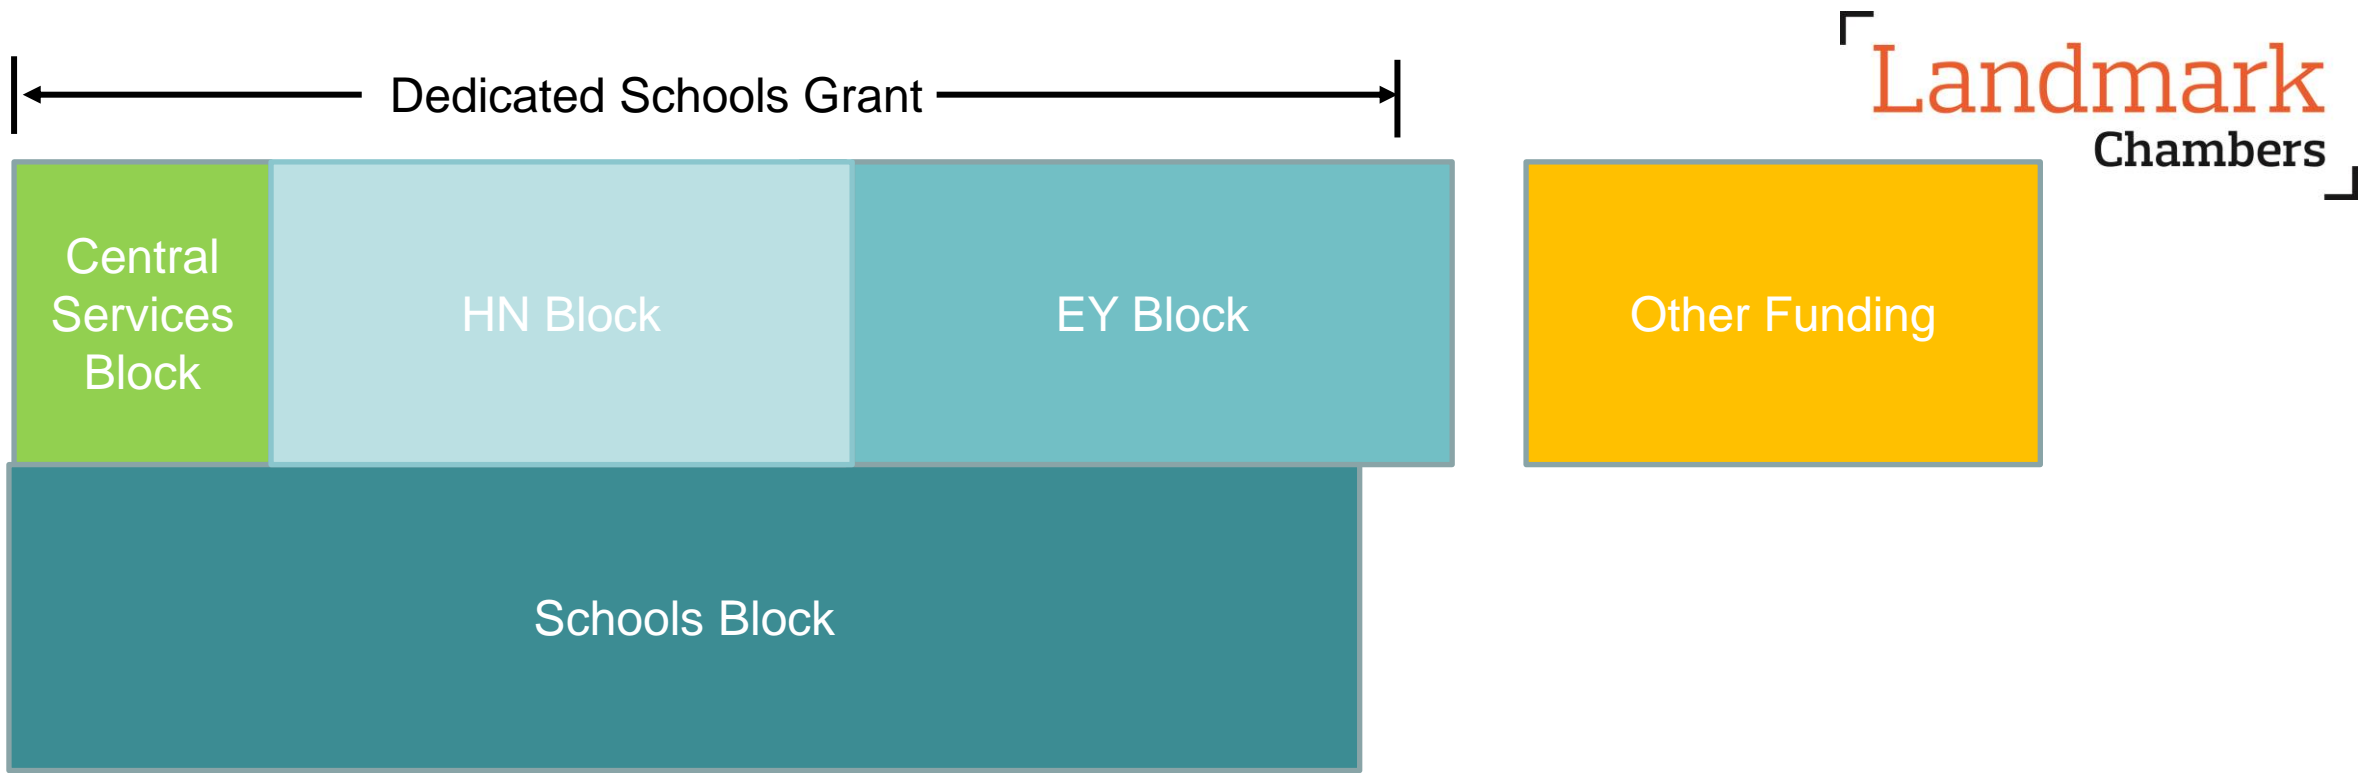 Dedicated Schools Grant
Landmark
Chambers
Central
Services
Block
HN Block
EY Block
Other Funding
Schools Block